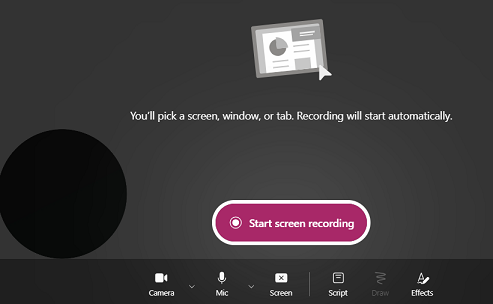 You'll pick a screen, window, or tab. Recording will start automatically.
Start screen recording
Camera Mic Screen Script Draw Effects